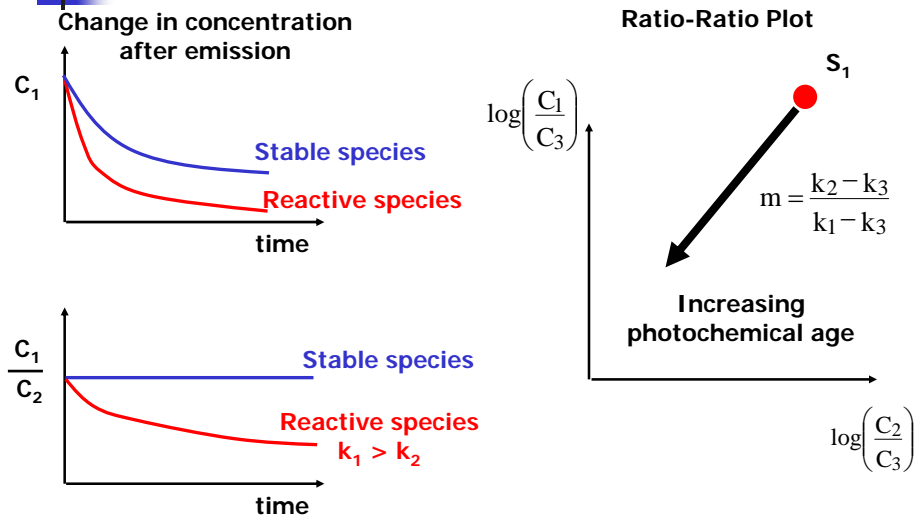 Change in concentration
after emission
C₁
Stable species
Reactive species
time
C₁
C₂
Stable species
Reactive species
k₁ > k₂
time
Ratio-Ratio Plot
S₁
log(C₁/C₃)
m = (k₂ − k₃)/(k₁ − k₃)
Increasing
photochemical age
log(C₂/C₃)